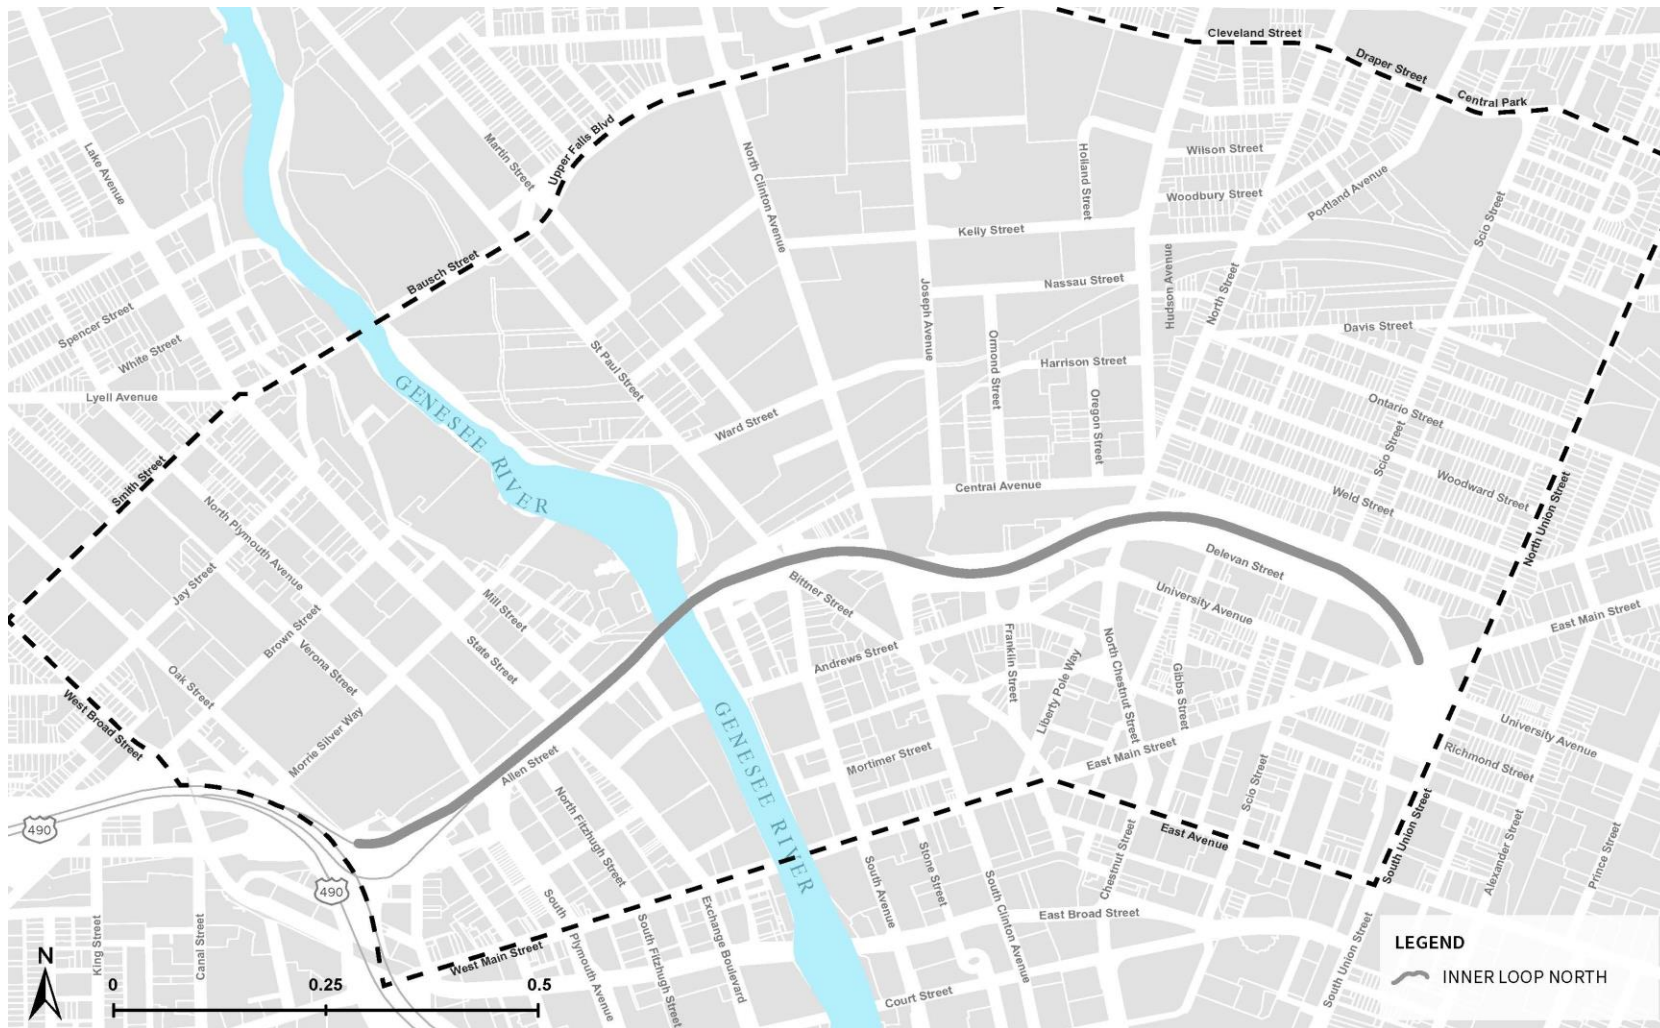 Cleveland Street
Draper Street
Central Park
Lake Avenue
Martin Street
Upper Falls Blvd
North Clinton Avenue
Holland Street
Wilson Street
Woodbury Street
Portland Avenue
Scio Street
Kelly Street
Bausch Street
Nassau Street
Hudson Avenue
North Street
Joseph Avenue
Spencer Street
White Street
Davis Street
Ormond Street
Harrison Street
St Paul Street
Lyell Avenue
GENESEE RIVER
Oregon Street
Ontario Street
Scio Street
Ward Street
Smith Street
Central Avenue
Woodward Street
Weld Street
North Union Street
North Plymouth Avenue
Jay Street
Mill Street
Bittner Street
Delevan Street
University Avenue
East Main Street
Brown Street
Verona Street
State Street
Oak Street
Andrews Street
Franklin Street
Liberty Pole Way
North Chestnut Street
Gibbs Street
West Broad Street
Morrie Silver Way
Allen Street
GENESEE RIVER
Mortimer Street
East Main Street
Scio Street
University Avenue
Richmond Street
490
490
North Fitzhugh Street
East Avenue
South Union Street
Alexander Street
Prince Street
South Avenue
Stone Street
Chestnut Street
South Clinton Avenue
East Broad Street
King Street
Canal Street
West Main Street
South Plymouth Avenue
South Fitzhugh Street
Exchange Boulevard
Court Street
South Union Street
N
0 0.25 0.5
LEGEND
INNER LOOP NORTH